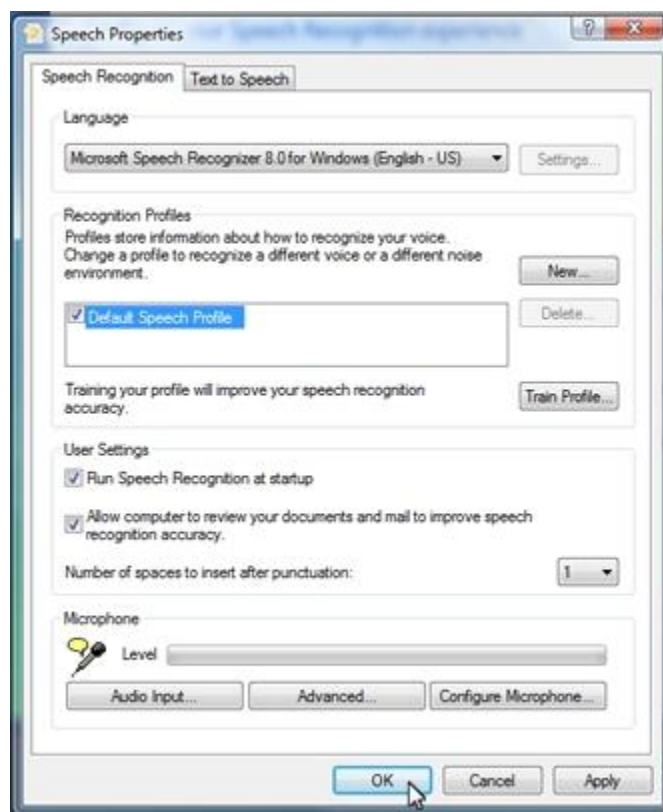 Speech Properties
Speech Recognition
Text to Speech
Language
Microsoft Speech Recognizer 8.0 for Windows (English - US)
Settings...
Recognition Profiles
Profiles store information about how to recognize your voice.
Change a profile to recognize a different voice or a different noise
environment.
New...
Default Speech Profile
Delete...
Training your profile will improve your speech recognition
accuracy.
Train Profile...
User Settings
Run Speech Recognition at startup
Allow computer to review your documents and mail to improve speech
recognition accuracy.
Number of spaces to insert after punctuation:
1
Microphone
Level
Audio Input...
Advanced...
Configure Microphone...
OK
Cancel
Apply